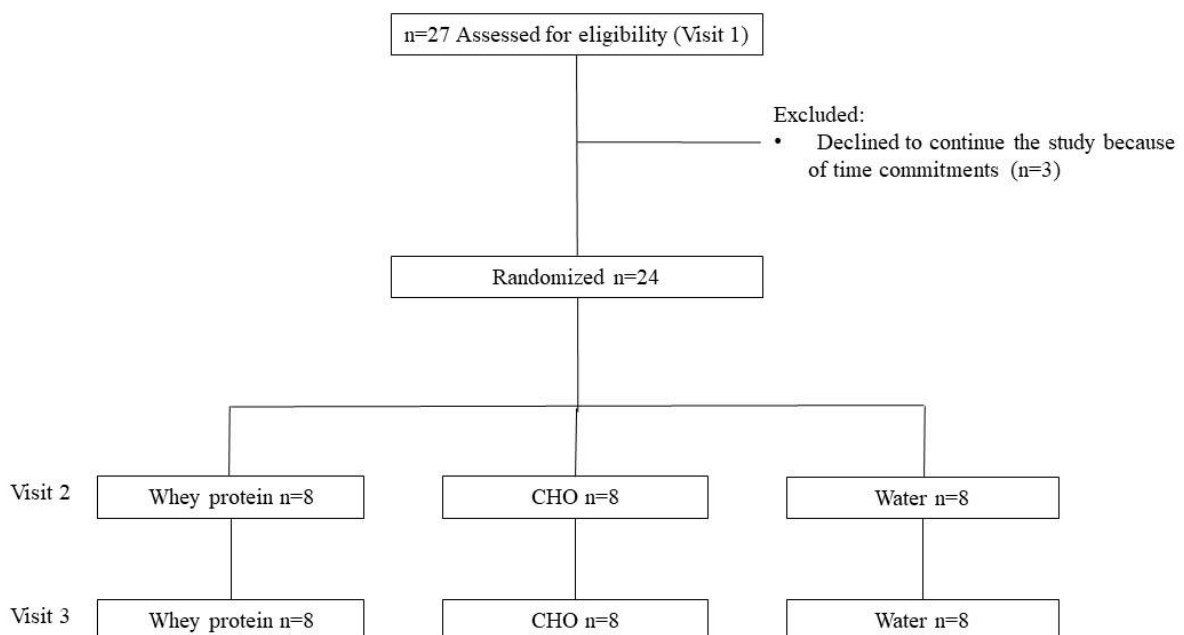 n=27 Assessed for eligibility (Visit 1)
Excluded:
• Declined to continue the study because
of time commitments (n=3)
Randomized n=24
Visit 2 Whey protein n=8 CHO n=8 Water n=8
Visit 3 Whey protein n=8 CHO n=8 Water n=8